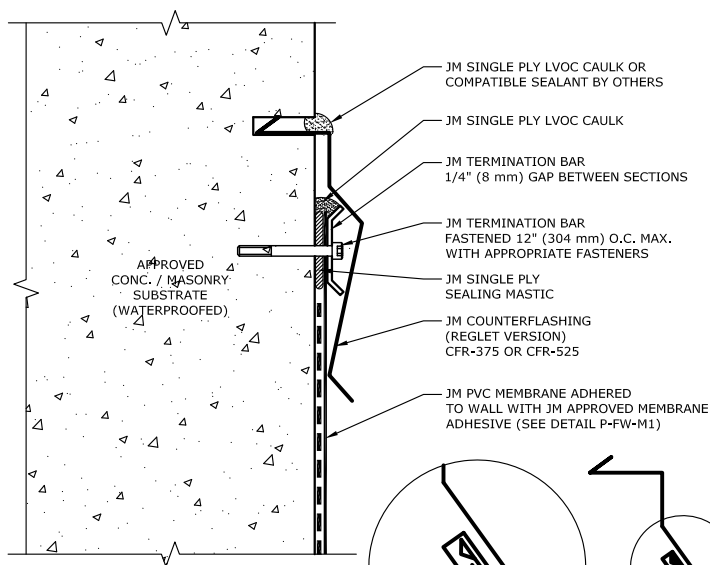 JM SINGLE PLY LVOC CAULK OR
COMPATIBLE SEALANT BY OTHERS
JM SINGLE PLY LVOC CAULK
JM TERMINATION BAR
1/4" (8 mm) GAP BETWEEN SECTIONS
JM TERMINATION BAR
FASTENED 12" (304 mm) O.C. MAX.
WITH APPROPRIATE FASTENERS
APPROVED
CONC. / MASONRY
SUBSTRATE
(WATERPROOFED)
JM SINGLE PLY
SEALING MASTIC
JM COUNTERFLASHING
(REGLET VERSION)
CFR-375 OR CFR-525
JM PVC MEMBRANE ADHERED
TO WALL WITH JM APPROVED MEMBRANE
ADHESIVE (SEE DETAIL P-FW-M1)